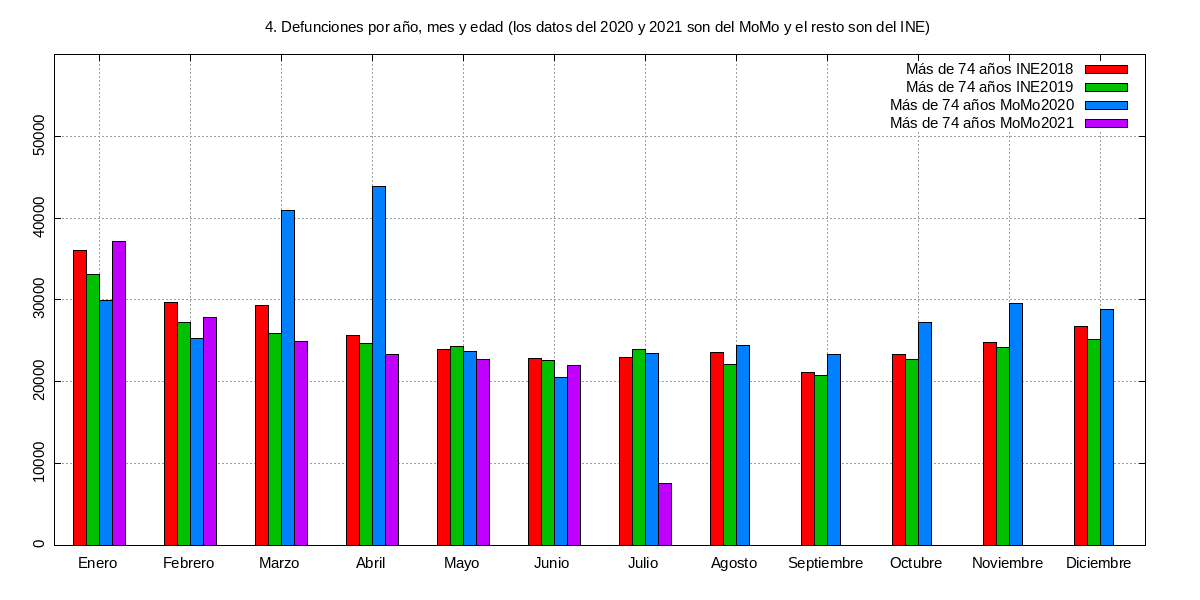 4. Defunciones por año, mes y edad (los datos del 2020 y 2021 son del MoMo y el resto son del INE)
Más de 74 años INE2018
Más de 74 años INE2019
Más de 74 años MoMo2020
Más de 74 años MoMo2021
50000
40000
30000
20000
10000
0
Enero Febrero Marzo Abril Mayo Junio Julio Agosto Septiembre Octubre Noviembre Diciembre